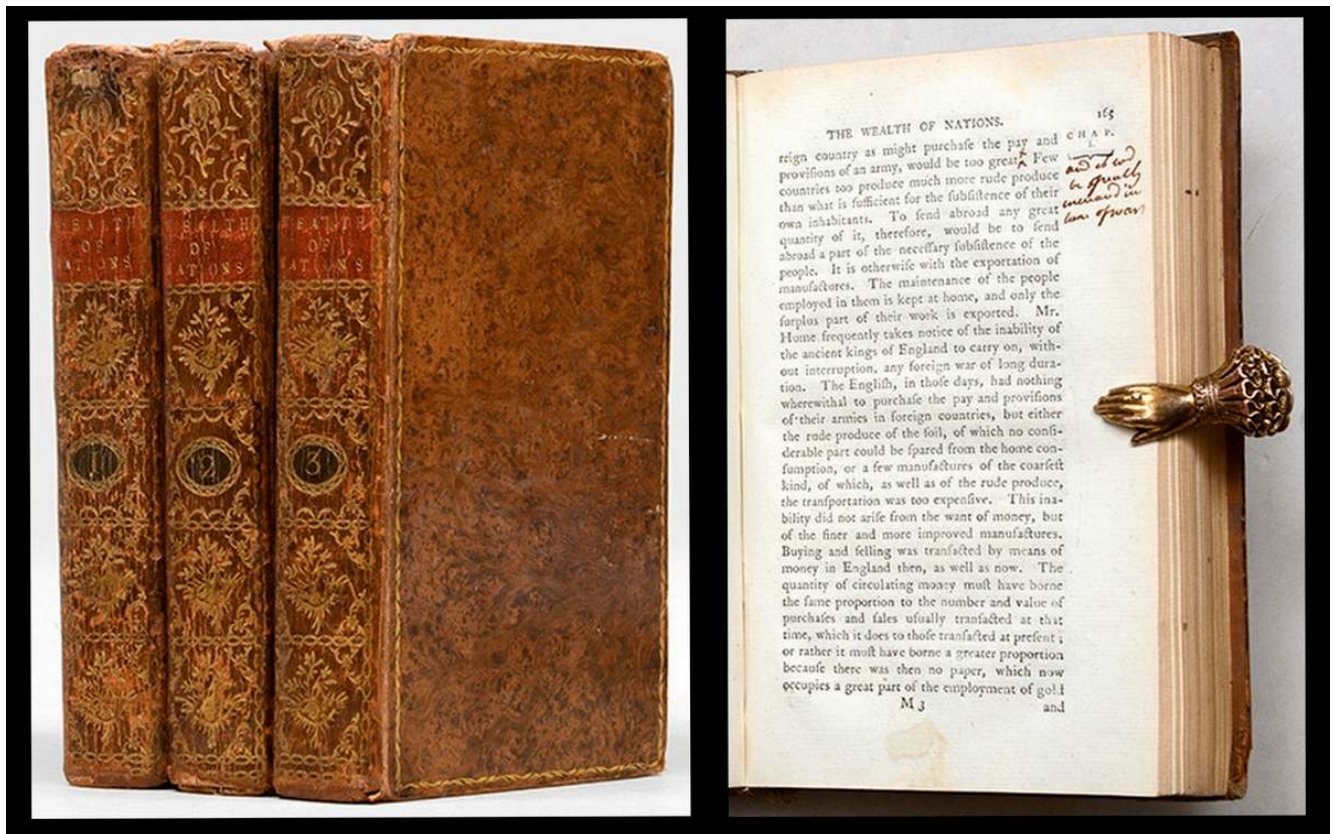 EALTH
OF
ATIONS
1
EALTH
OF
ATIONS
2
EALTH
OF
ATIONS
3
THE WEALTH OF NATIONS. 165
reign country as might purchaſe the pay and
proviſions of an army, would be too great. Few
countries too produce much more rude produce
than what is ſufficient for the ſubſiſtence of their
own inhabitants. To ſend abroad any great
quantity of it, therefore, would be to ſend
abroad a part of the neceſſary ſubſiſtence of the
people. It is otherwiſe with the exportation of
manufactures. The maintenance of the people
employed in them is kept at home, and only the
ſurplus part of their work is exported. Mr.
Hume frequently takes notice of the inability of
the ancient kings of England to carry on, with-
out interruption, any foreign war of long dura-
tion. The Engliſh, in thoſe days, had nothing
wherewithal to purchaſe the pay and proviſions
of their armies in foreign countries, but either
the rude produce of the ſoil, of which no conſi-
derable part could be ſpared from the home con-
ſumption, or a few manufactures of the coarſeſt
kind, of which, as well as of the rude produce,
the tranſportation was too expenſive. This ina-
bility did not ariſe from the want of money, but
of the finer and more improved manufactures.
Buying and ſelling was tranſacted by means of
money in England then, as well as now. The
quantity of circulating money muſt have borne
the ſame proportion to the number and value of
purchaſes and ſales uſually tranſacted at that
time, which it does to thoſe tranſacted at preſent;
or rather it muſt have borne a greater proportion
becauſe there was then no paper, which now
occupies a great part of the employment of gold
M 3 and
CHAP.
I.
and it
be greatly
in
time of war